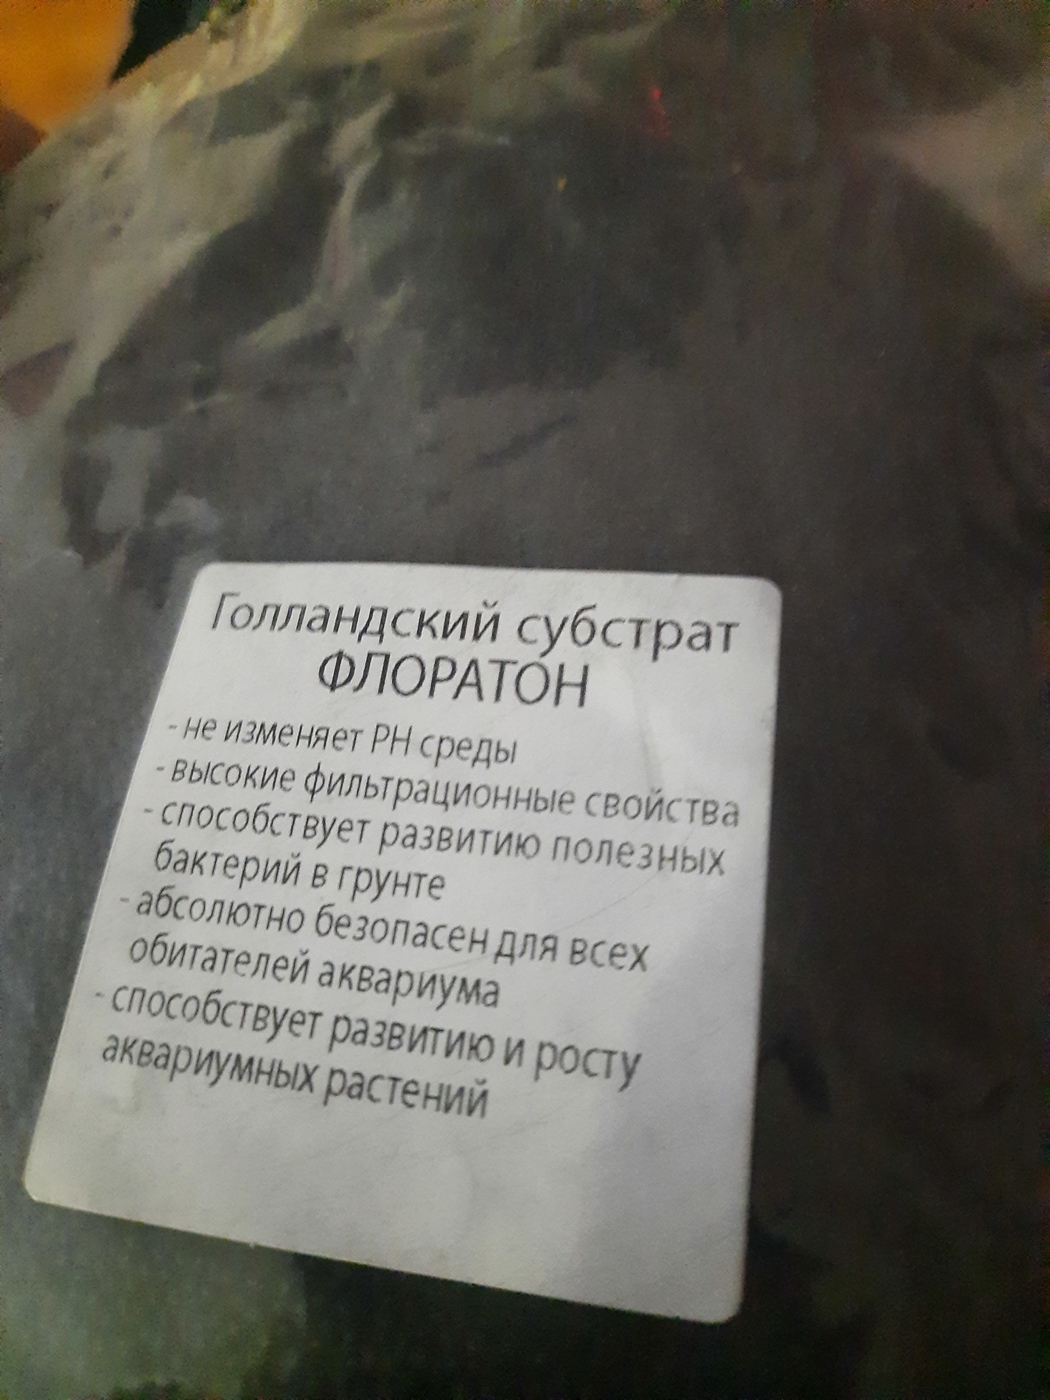 Голландский субстрат
ФЛОРАТОН
- не изменяет РН среды
- высокие фильтрационные свойства
- способствует развитию полезных
бактерий в грунте
- абсолютно безопасен для всех
обитателей аквариума
- способствует развитию и росту
аквариумных растений